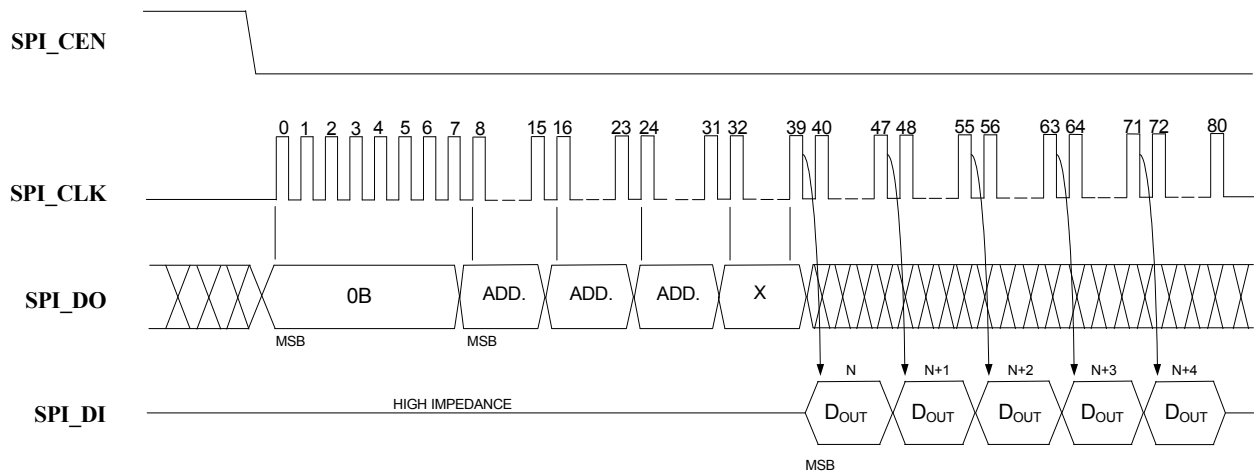 SPI_CEN
0 1 2 3 4 5 6 7 8 15 16 23 24 31 32 39 40 47 48 55 56 63 64 71 72 80
SPI_CLK
SPI_DO
0B ADD. ADD. ADD. X
MSB MSB
N N+1 N+2 N+3 N+4
SPI_DI
HIGH IMPEDANCE
DOUT DOUT DOUT DOUT DOUT
MSB